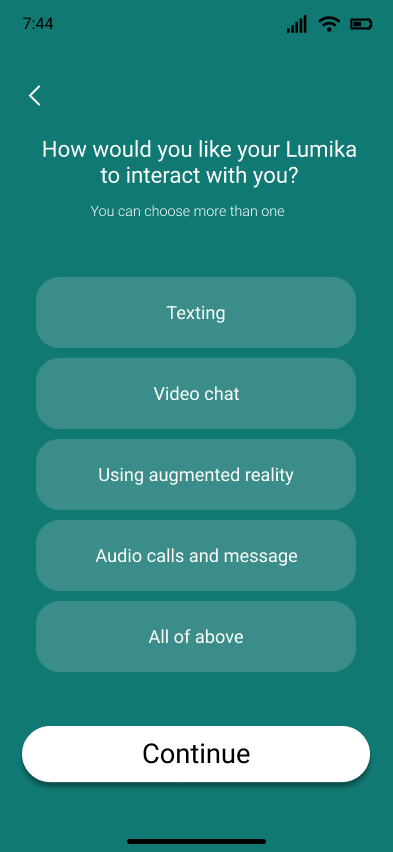 7:44
How would you like your Lumika
to interact with you?
You can choose more than one
Texting
Video chat
Using augmented reality
Audio calls and message
All of above
Continue